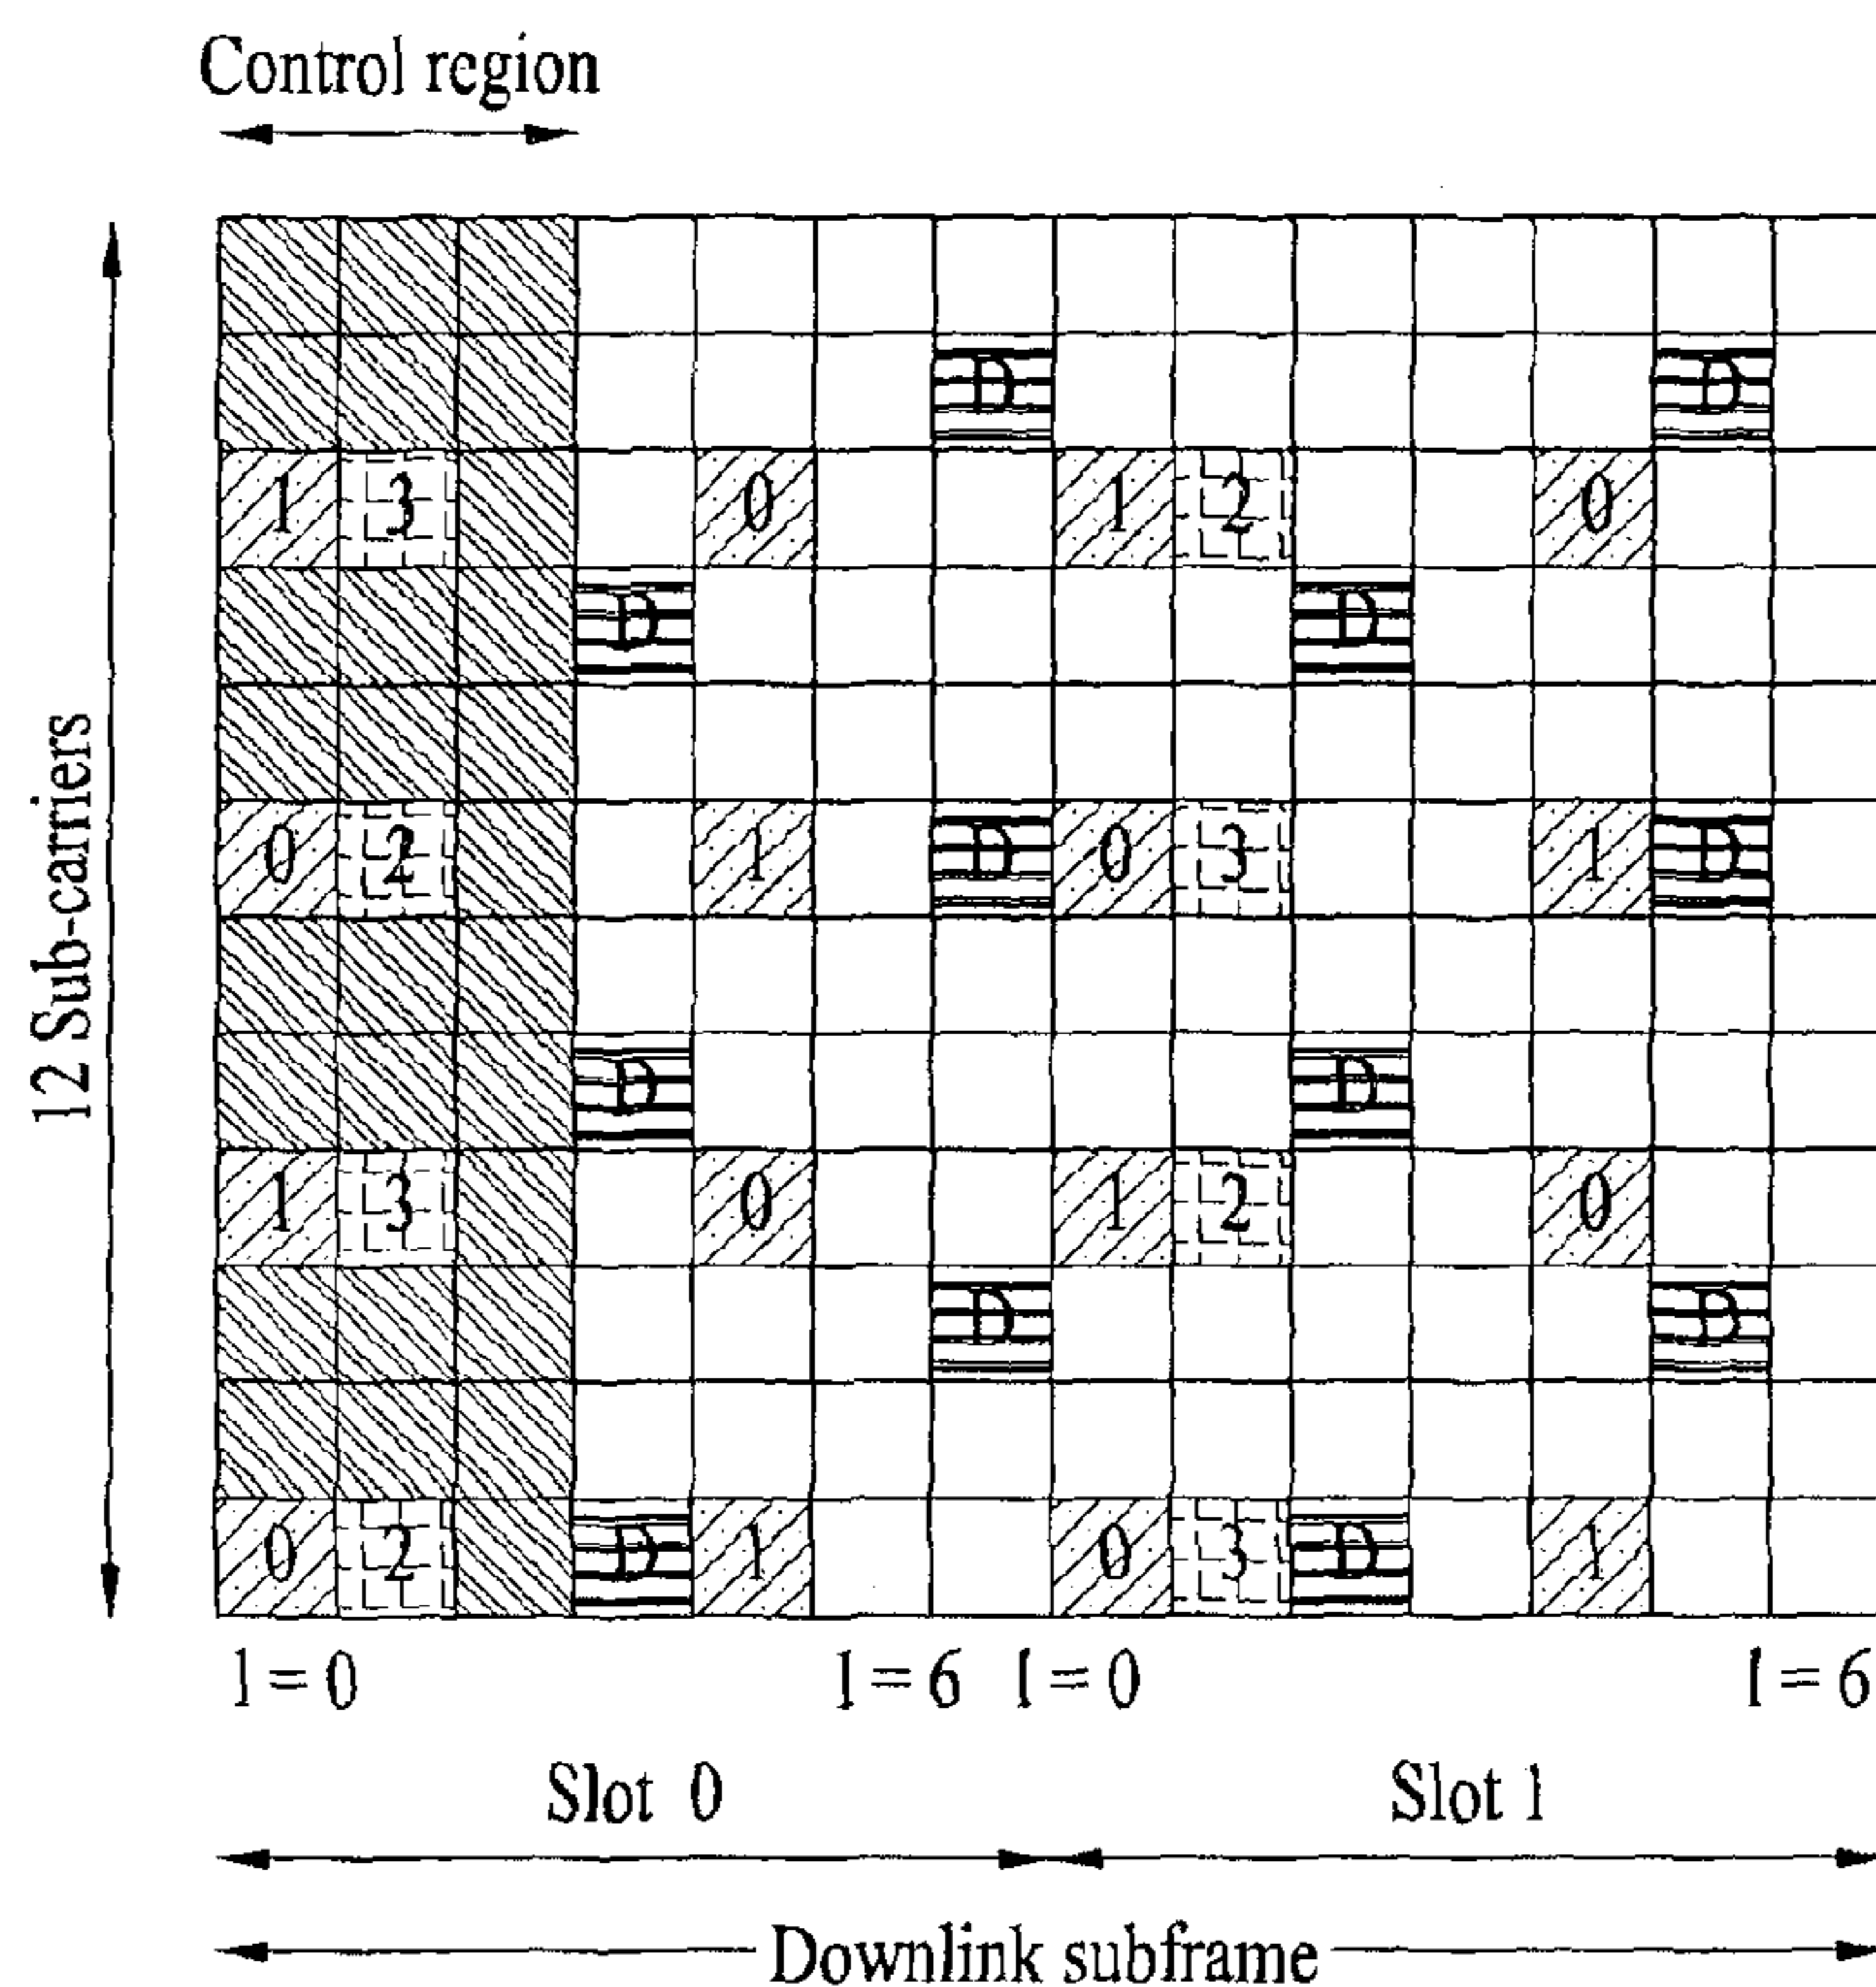 Control region
12 Sub-carriers
D D
1 3 0 1 2 0
D D
0 2 1 D 0 3 1 D
D D
1 3 0 1 2 0
D D
0 2 D 1 0 3 D 1
l = 0 l = 6 l = 0 l = 6
Slot 0 Slot 1
Downlink subframe